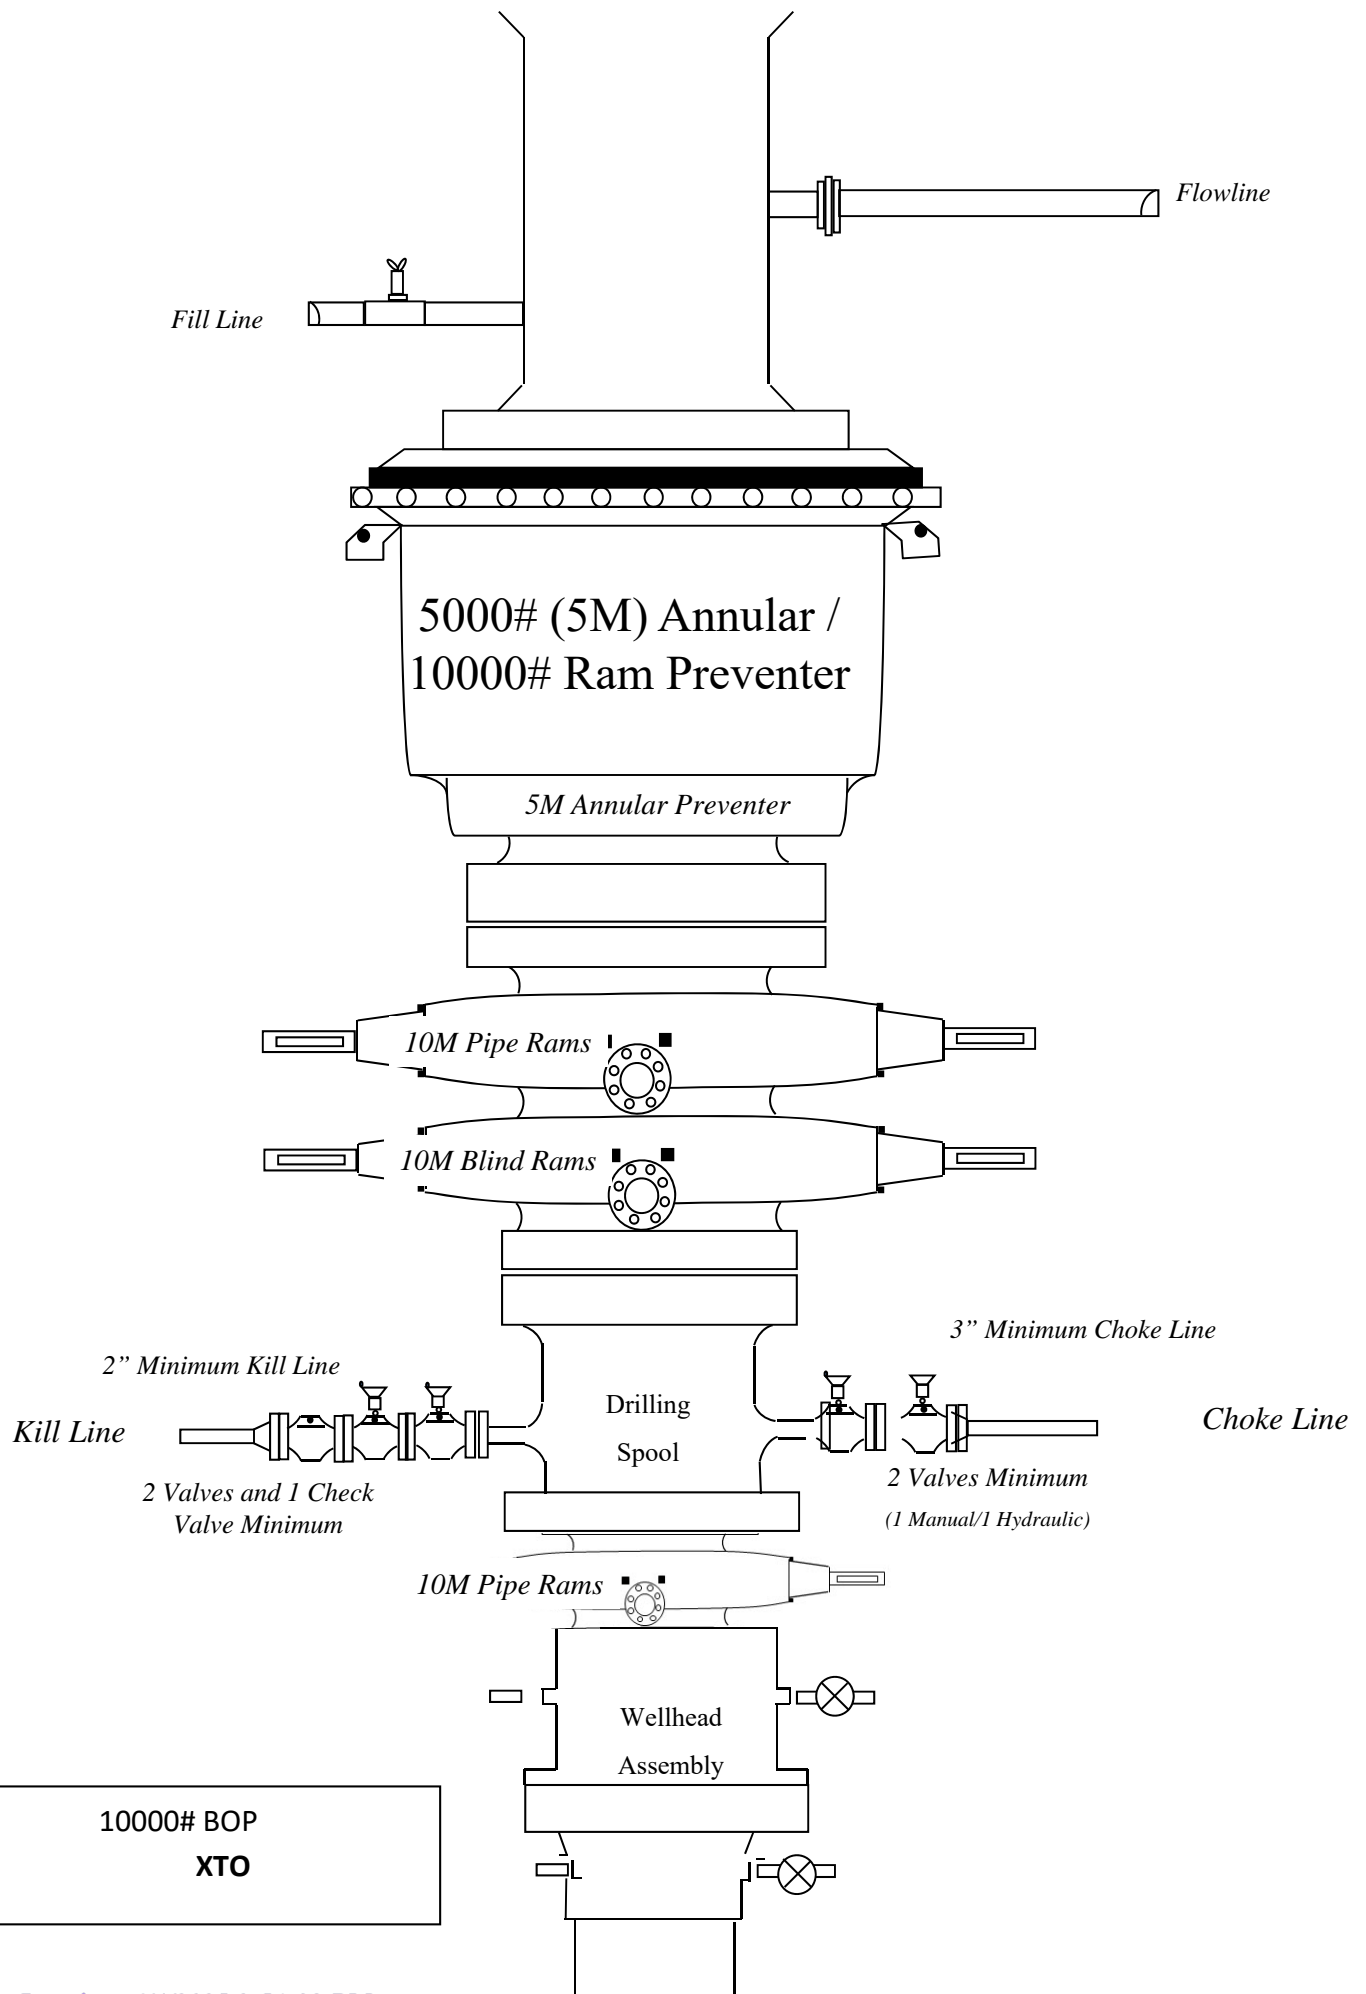 Flowline
Fill Line
5000# (5M) Annular /
10000# Ram Preventer
5M Annular Preventer
10M Pipe Rams
10M Blind Rams
3” Minimum Choke Line
2” Minimum Kill Line
Drilling
Spool
Kill Line
Choke Line
2 Valves and 1 Check
Valve Minimum
2 Valves Minimum
(1 Manual/1 Hydraulic)
10M Pipe Rams
Wellhead
Assembly
10000# BOP
XTO